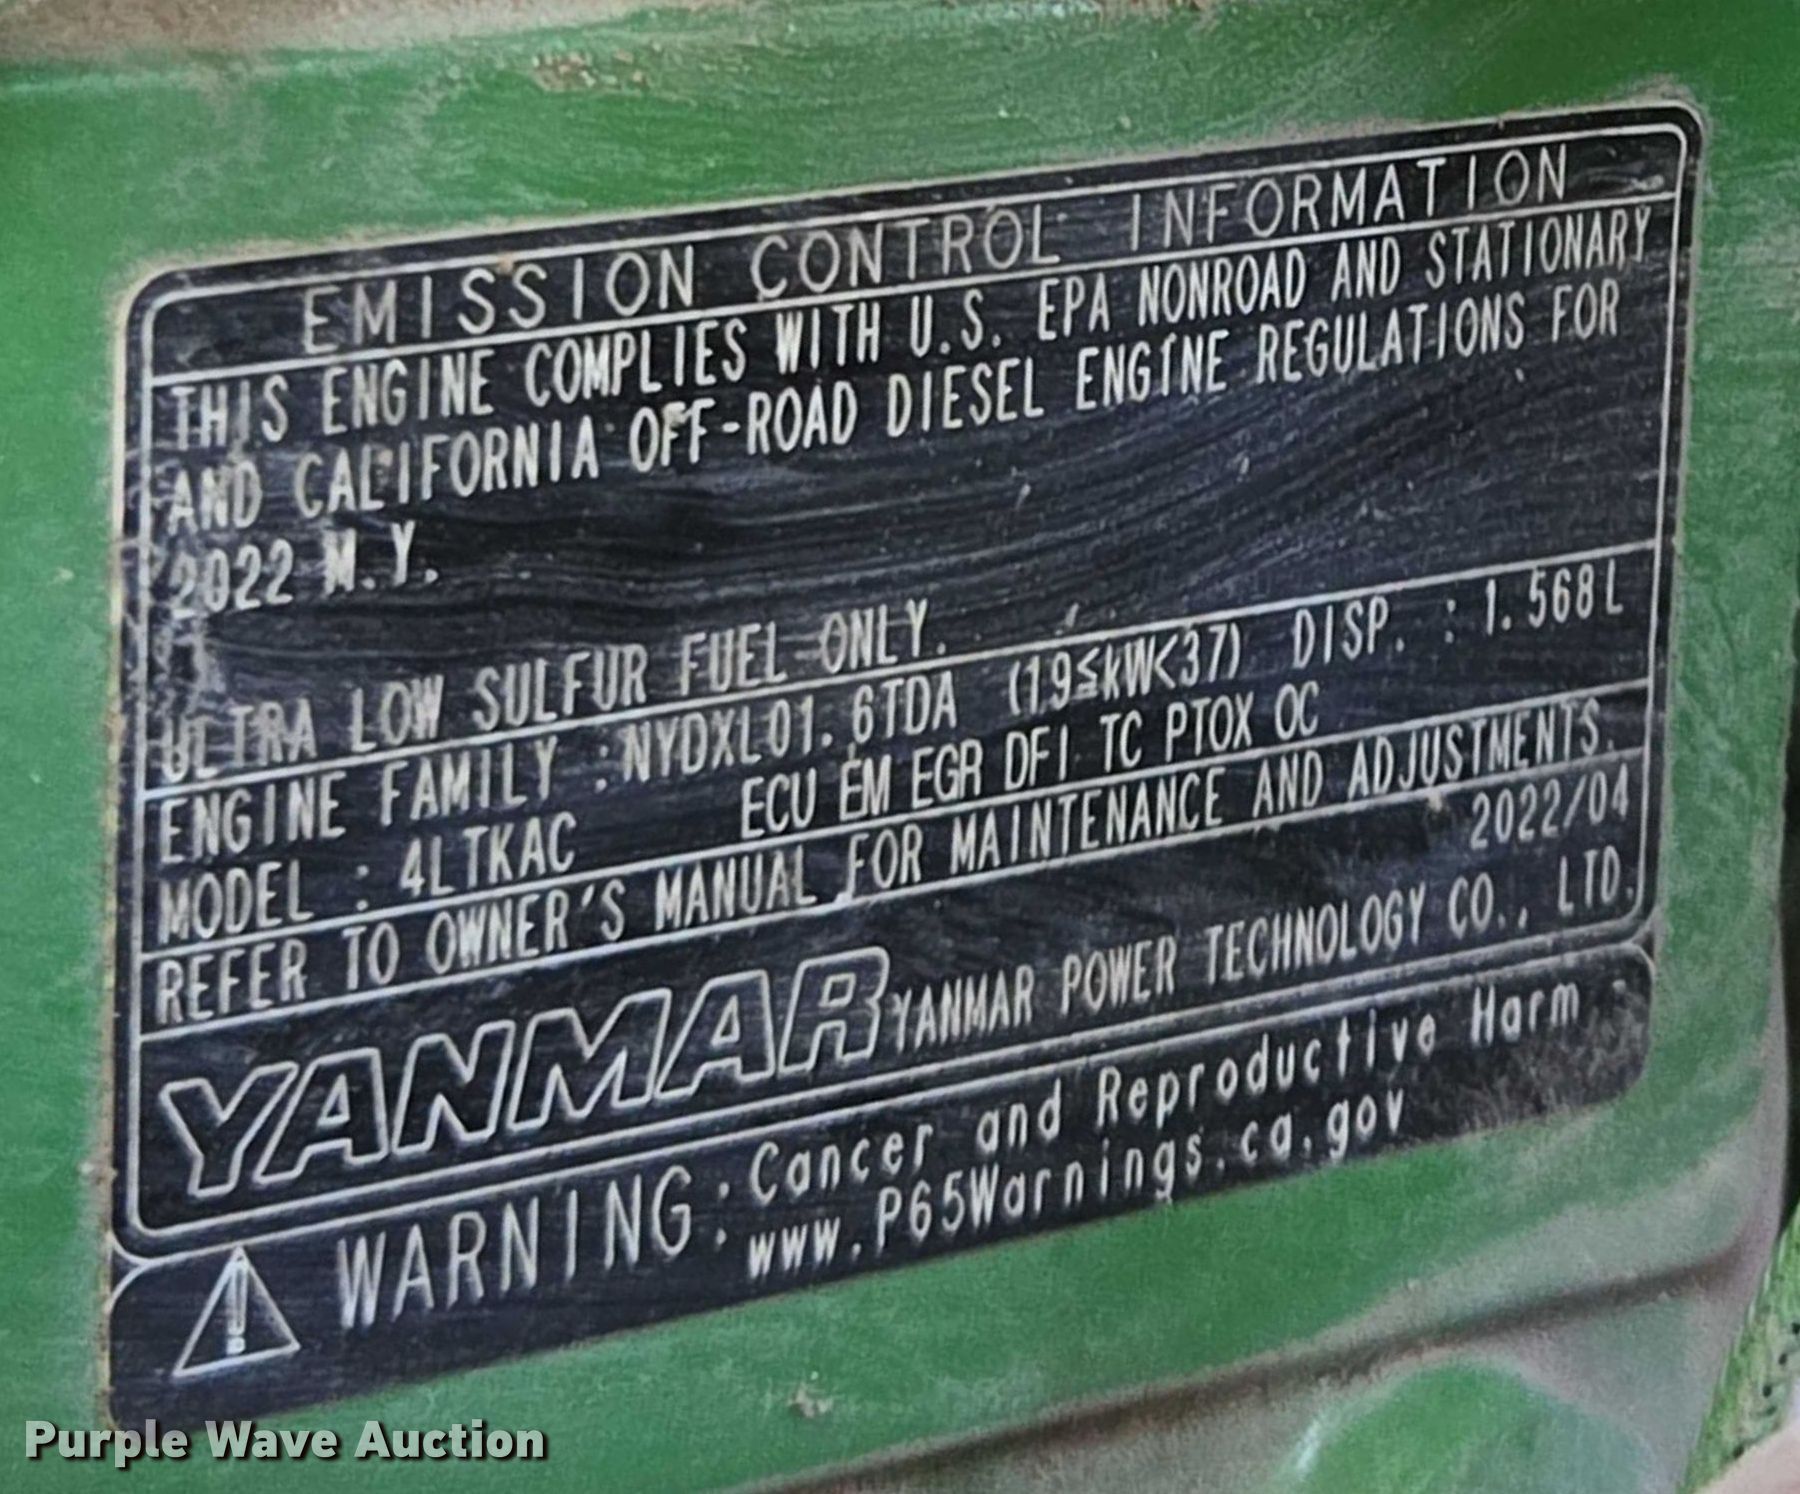 EMISSION CONTROL INFORMATION
THIS ENGINE COMPLIES WITH U.S. EPA NONROAD AND STATIONARY
AND CALIFORNIA OFF-ROAD DIESEL ENGINE REGULATIONS FOR
2022 M.Y.
ULTRA LOW SULFUR FUEL ONLY.
ENGINE FAMILY :NYDXL01.6TDA (19≤kW<37) DISP. : 1.568L
MODEL : 4LTKAC ECU EM EGR DFI TC PTOX OC
REFER TO OWNER'S MANUAL FOR MAINTENANCE AND ADJUSTMENTS.
2022/04
YANMAR YANMAR POWER TECHNOLOGY CO., LTD.
WARNING: Cancer and Reproductive Harm -
www.P65Warnings.ca.gov
Purple Wave Auction